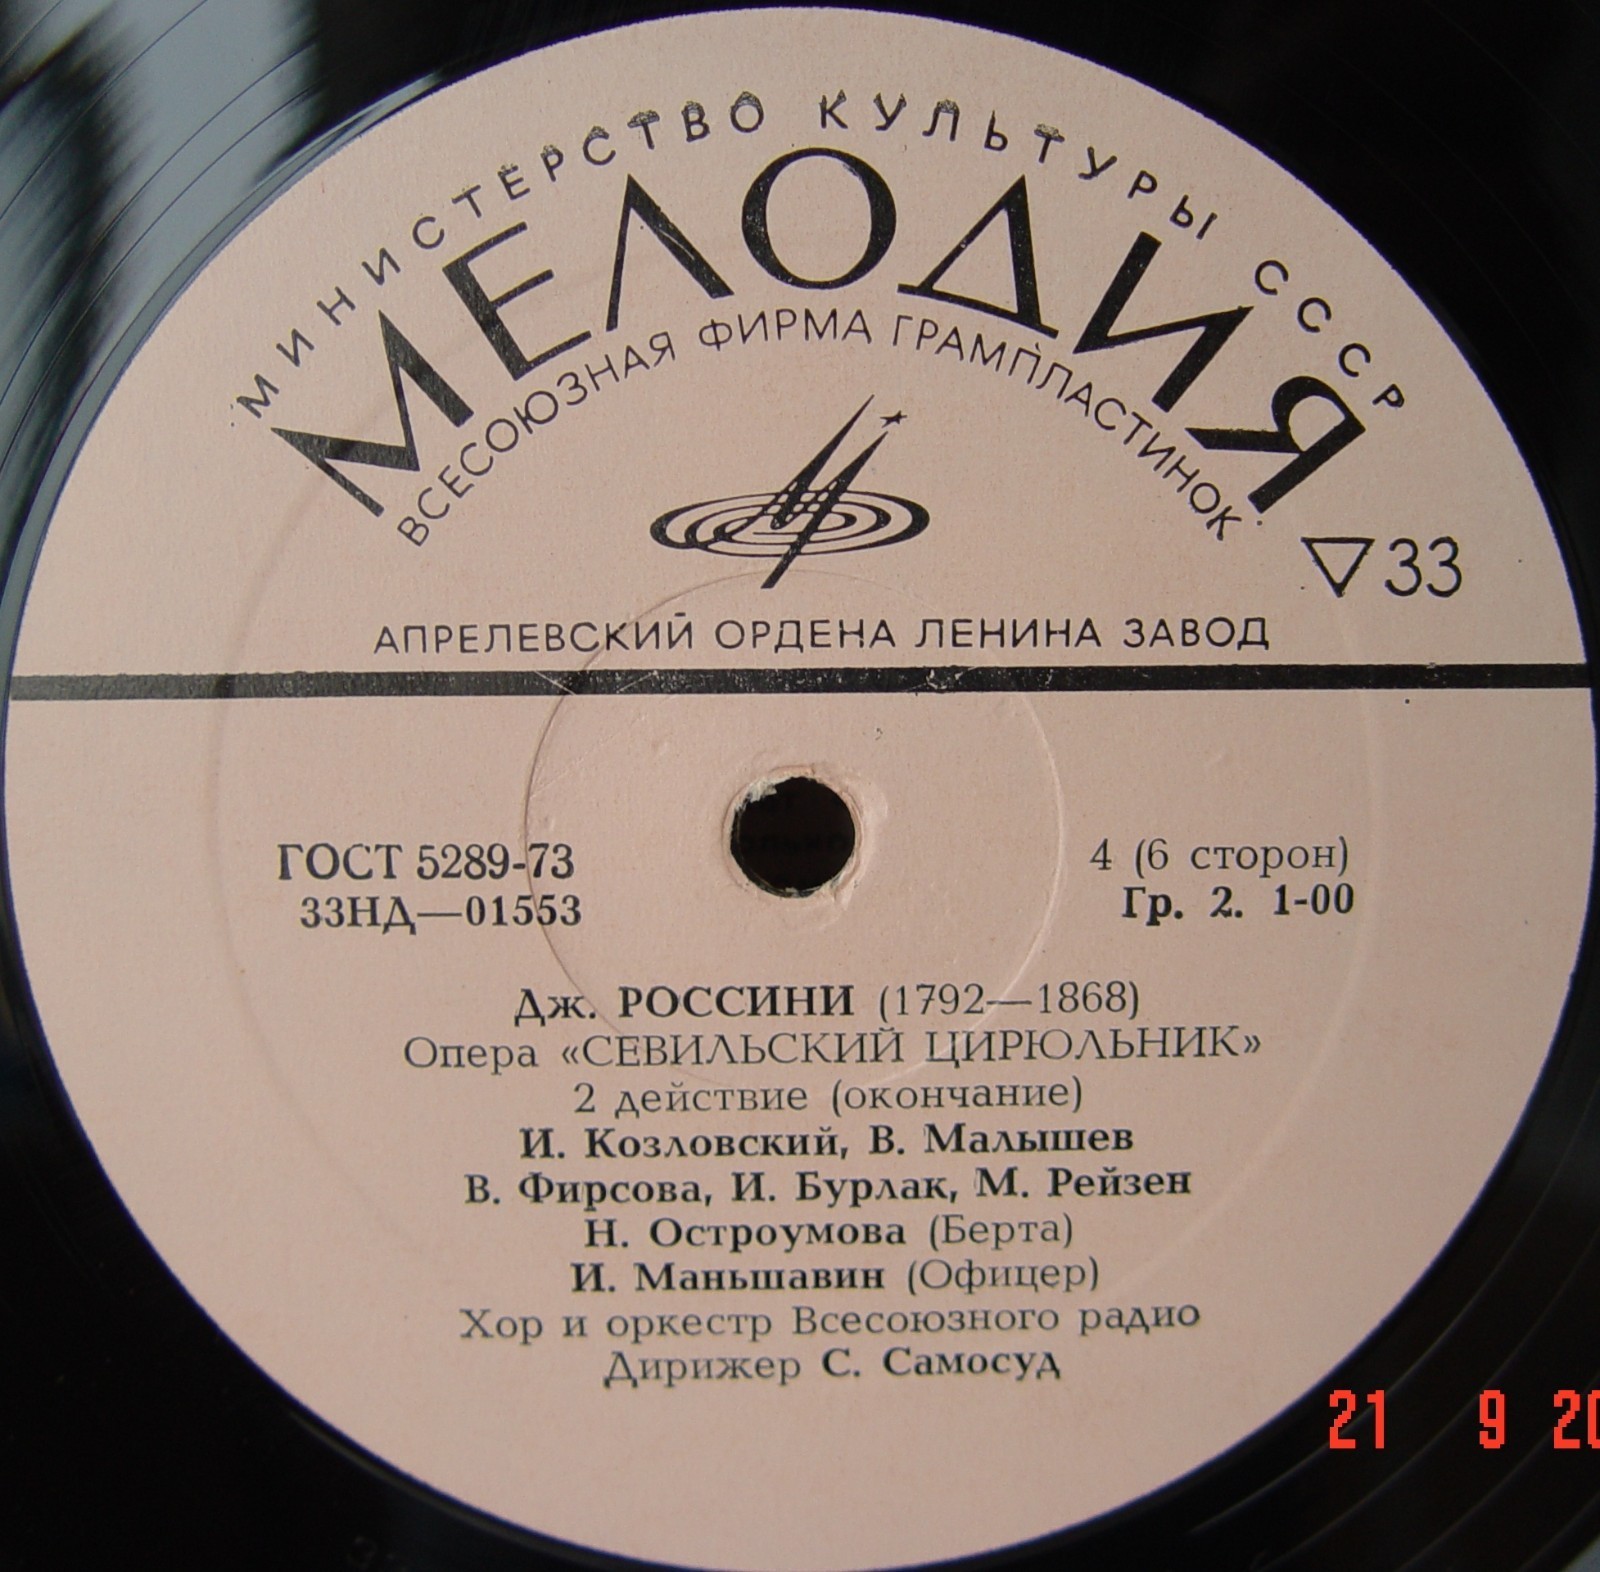 МИНИСТЕРСТВО КУЛЬТУРЫ СССР
МЕЛОДИЯ
ВСЕСОЮЗНАЯ ФИРМА ГРАМПЛАСТИНОК
▽33
АПРЕЛЕВСКИЙ ОРДЕНА ЛЕНИНА ЗАВОД
ГОСТ 5289-73
33НД—01553
4 (6 сторон)
Гр. 2. 1-00
Дж. РОССИНИ (1792—1868)
Опера «СЕВИЛЬСКИЙ ЦИРЮЛЬНИК»
2 действие (окончание)
И. Козловский, В. Малышев
В. Фирсова, И. Бурлак, М. Рейзен
Н. Остроумова (Берта)
И. Маньшавин (Офицер)
Хор и оркестр Всесоюзного радио
Дирижер С. Самосуд
21 9 20